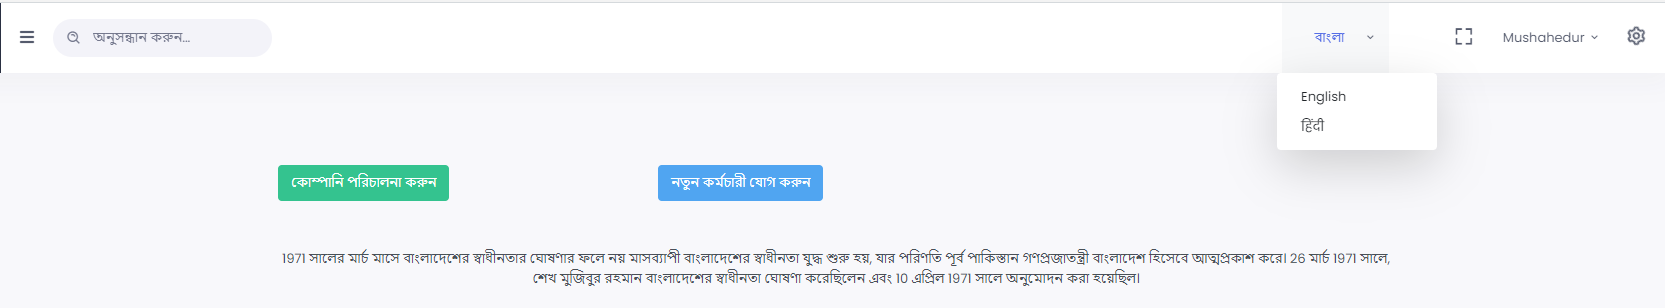 অনুসন্ধান করুন...
বাংলা
Mushahedur
English
हिंदी
কোম্পানি পরিচালনা করুন
নতুন কর্মচারী যোগ করুন
1971 সালের মার্চ মাসে বাংলাদেশের স্বাধীনতার ঘোষণার ফলে নয় মাসব্যাপী বাংলাদেশের স্বাধীনতা যুদ্ধ শুরু হয়, যার পরিণতি পূর্ব পাকিস্তান গণপ্রজাতন্ত্রী বাংলাদেশ হিসেবে আত্মপ্রকাশ করে। 26 মার্চ 1971 সালে,
শেখ মুজিবুর রহমান বাংলাদেশের স্বাধীনতা ঘোষণা করেছিলেন এবং 10 এপ্রিল 1971 সালে অনুমোদন করা হয়েছিল।